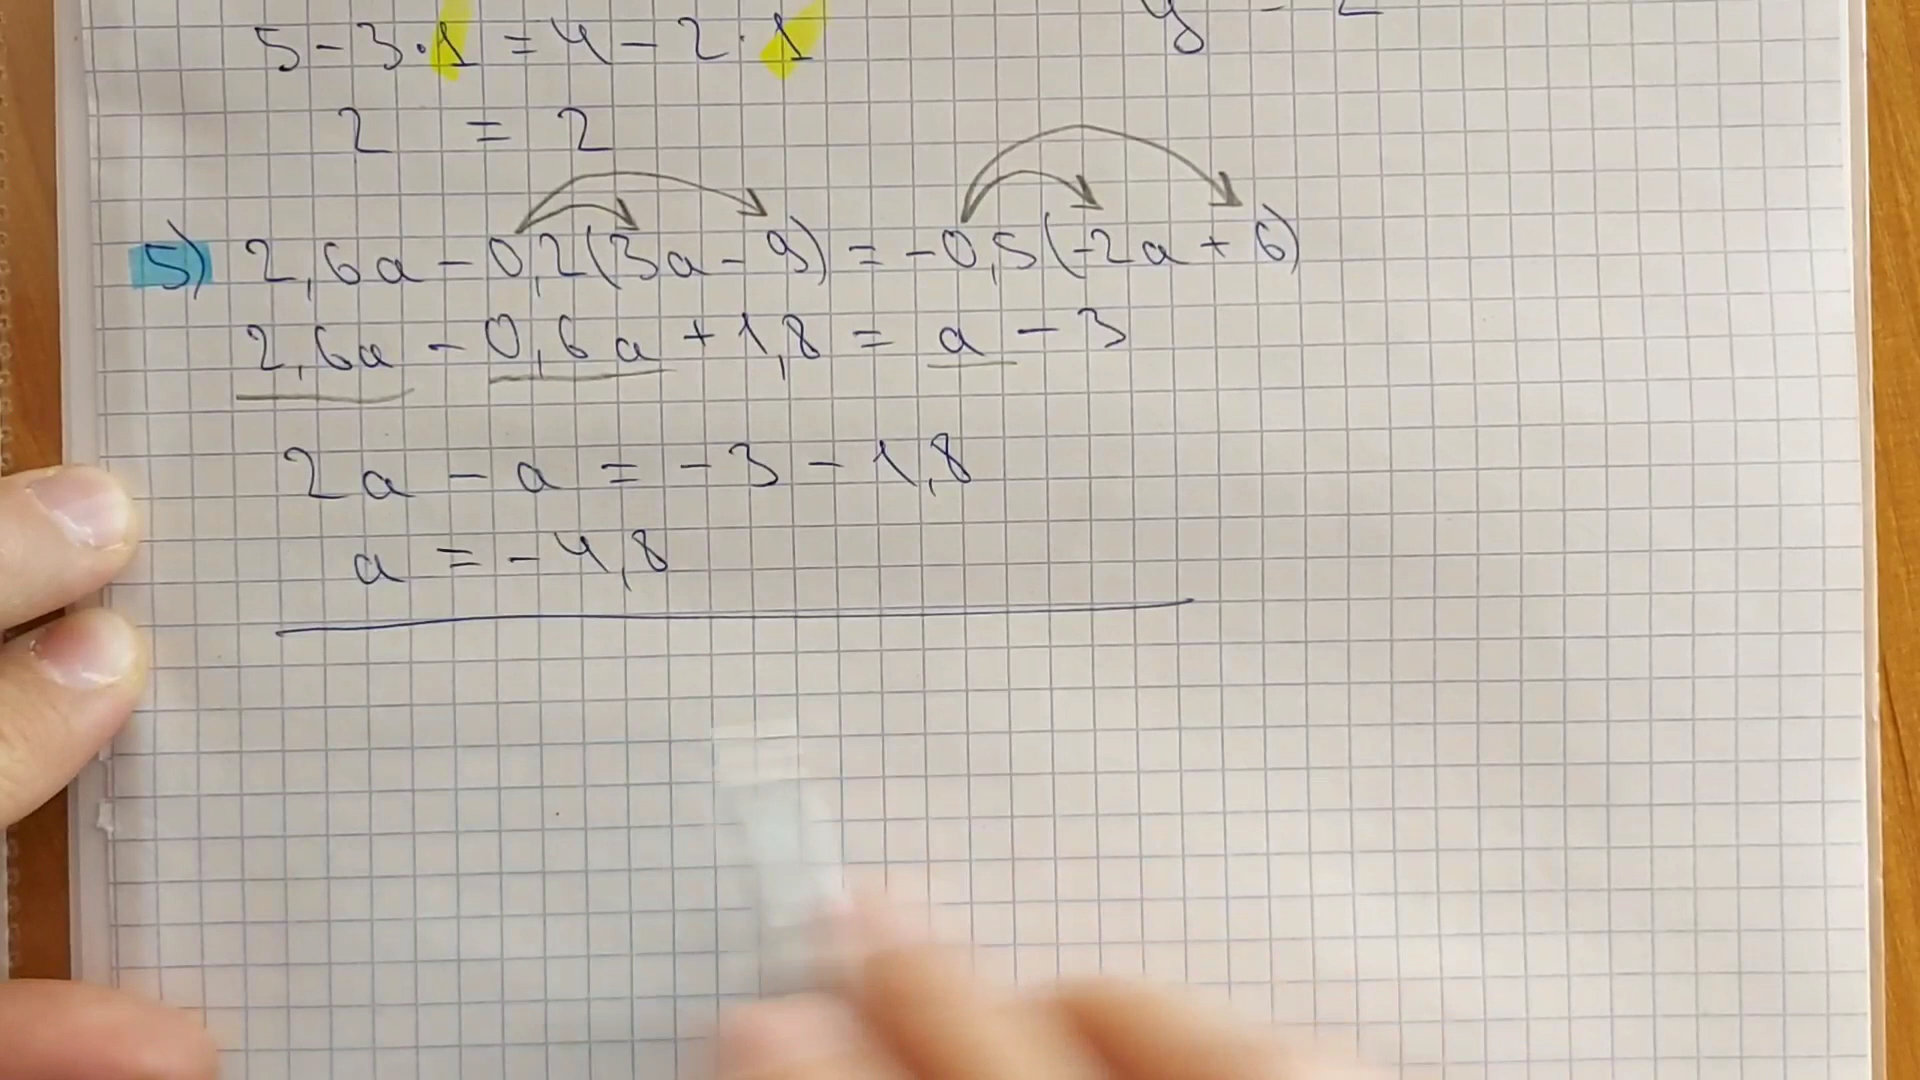 5 - 3 · 1 = 4 - 2 · 1
2 = 2
5) 2,6a - 0,2(3a - 9) = -0,5(-2a + 6)
2,6a - 0,6a + 1,8 = a - 3
2a - a = -3 - 1,8
a = -4,8